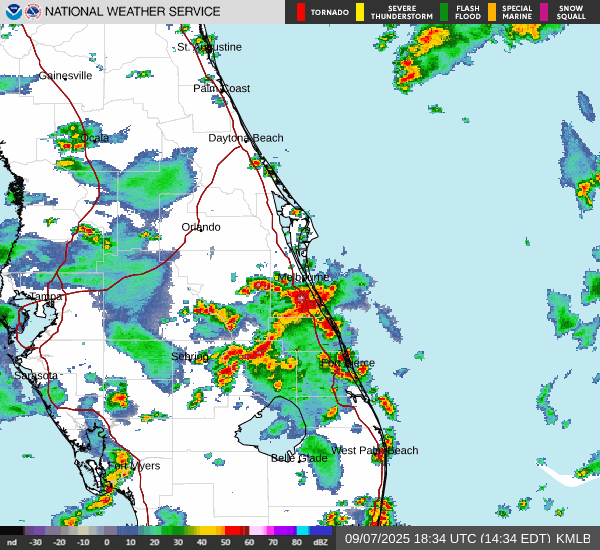 NATIONAL WEATHER SERVICE
TORNADO
SEVERE
THUNDERSTORM
FLASH
FLOOD
SPECIAL
MARINE
SNOW
SQUALL
St. Augustine
Gainesville
Palm Coast
Ocala
Daytona Beach
Orlando
Melbourne
Tampa
Sebring
Fort Pierce
Sarasota
West Palm Beach
Belle Glade
Fort Myers
nd -30 -20 -10 0 10 20 30 40 50 60 70 80 dBZ
09/07/2025 18:34 UTC (14:34 EDT) KMLB